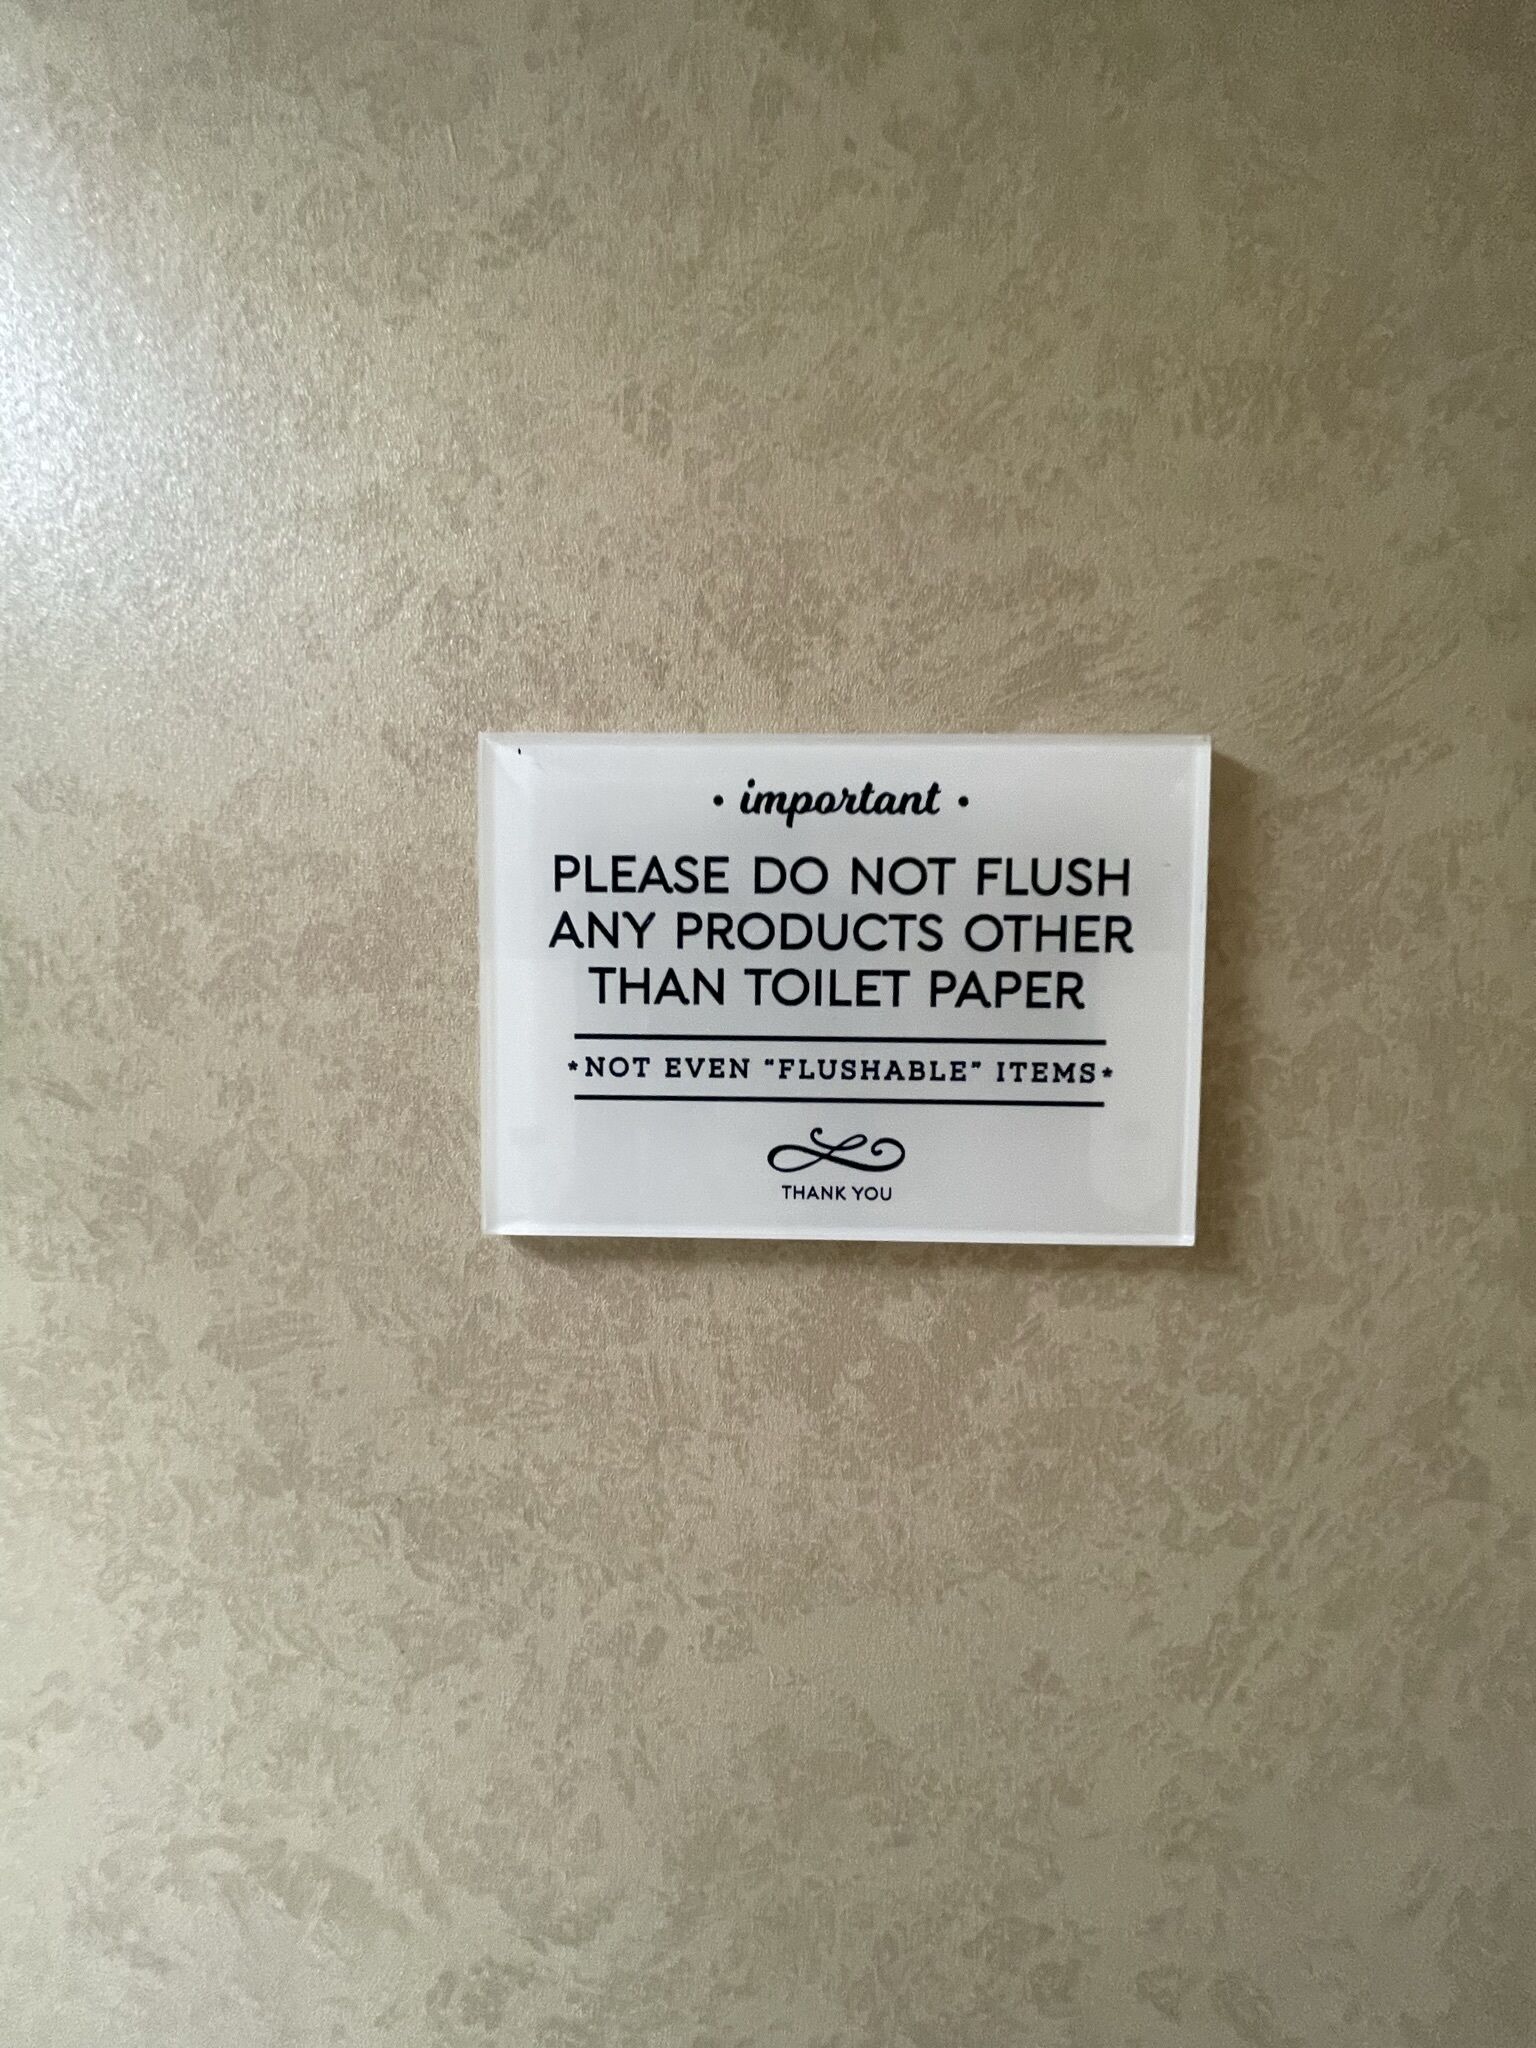 • important •
PLEASE DO NOT FLUSH
ANY PRODUCTS OTHER
THAN TOILET PAPER
*NOT EVEN “FLUSHABLE” ITEMS*
THANK YOU